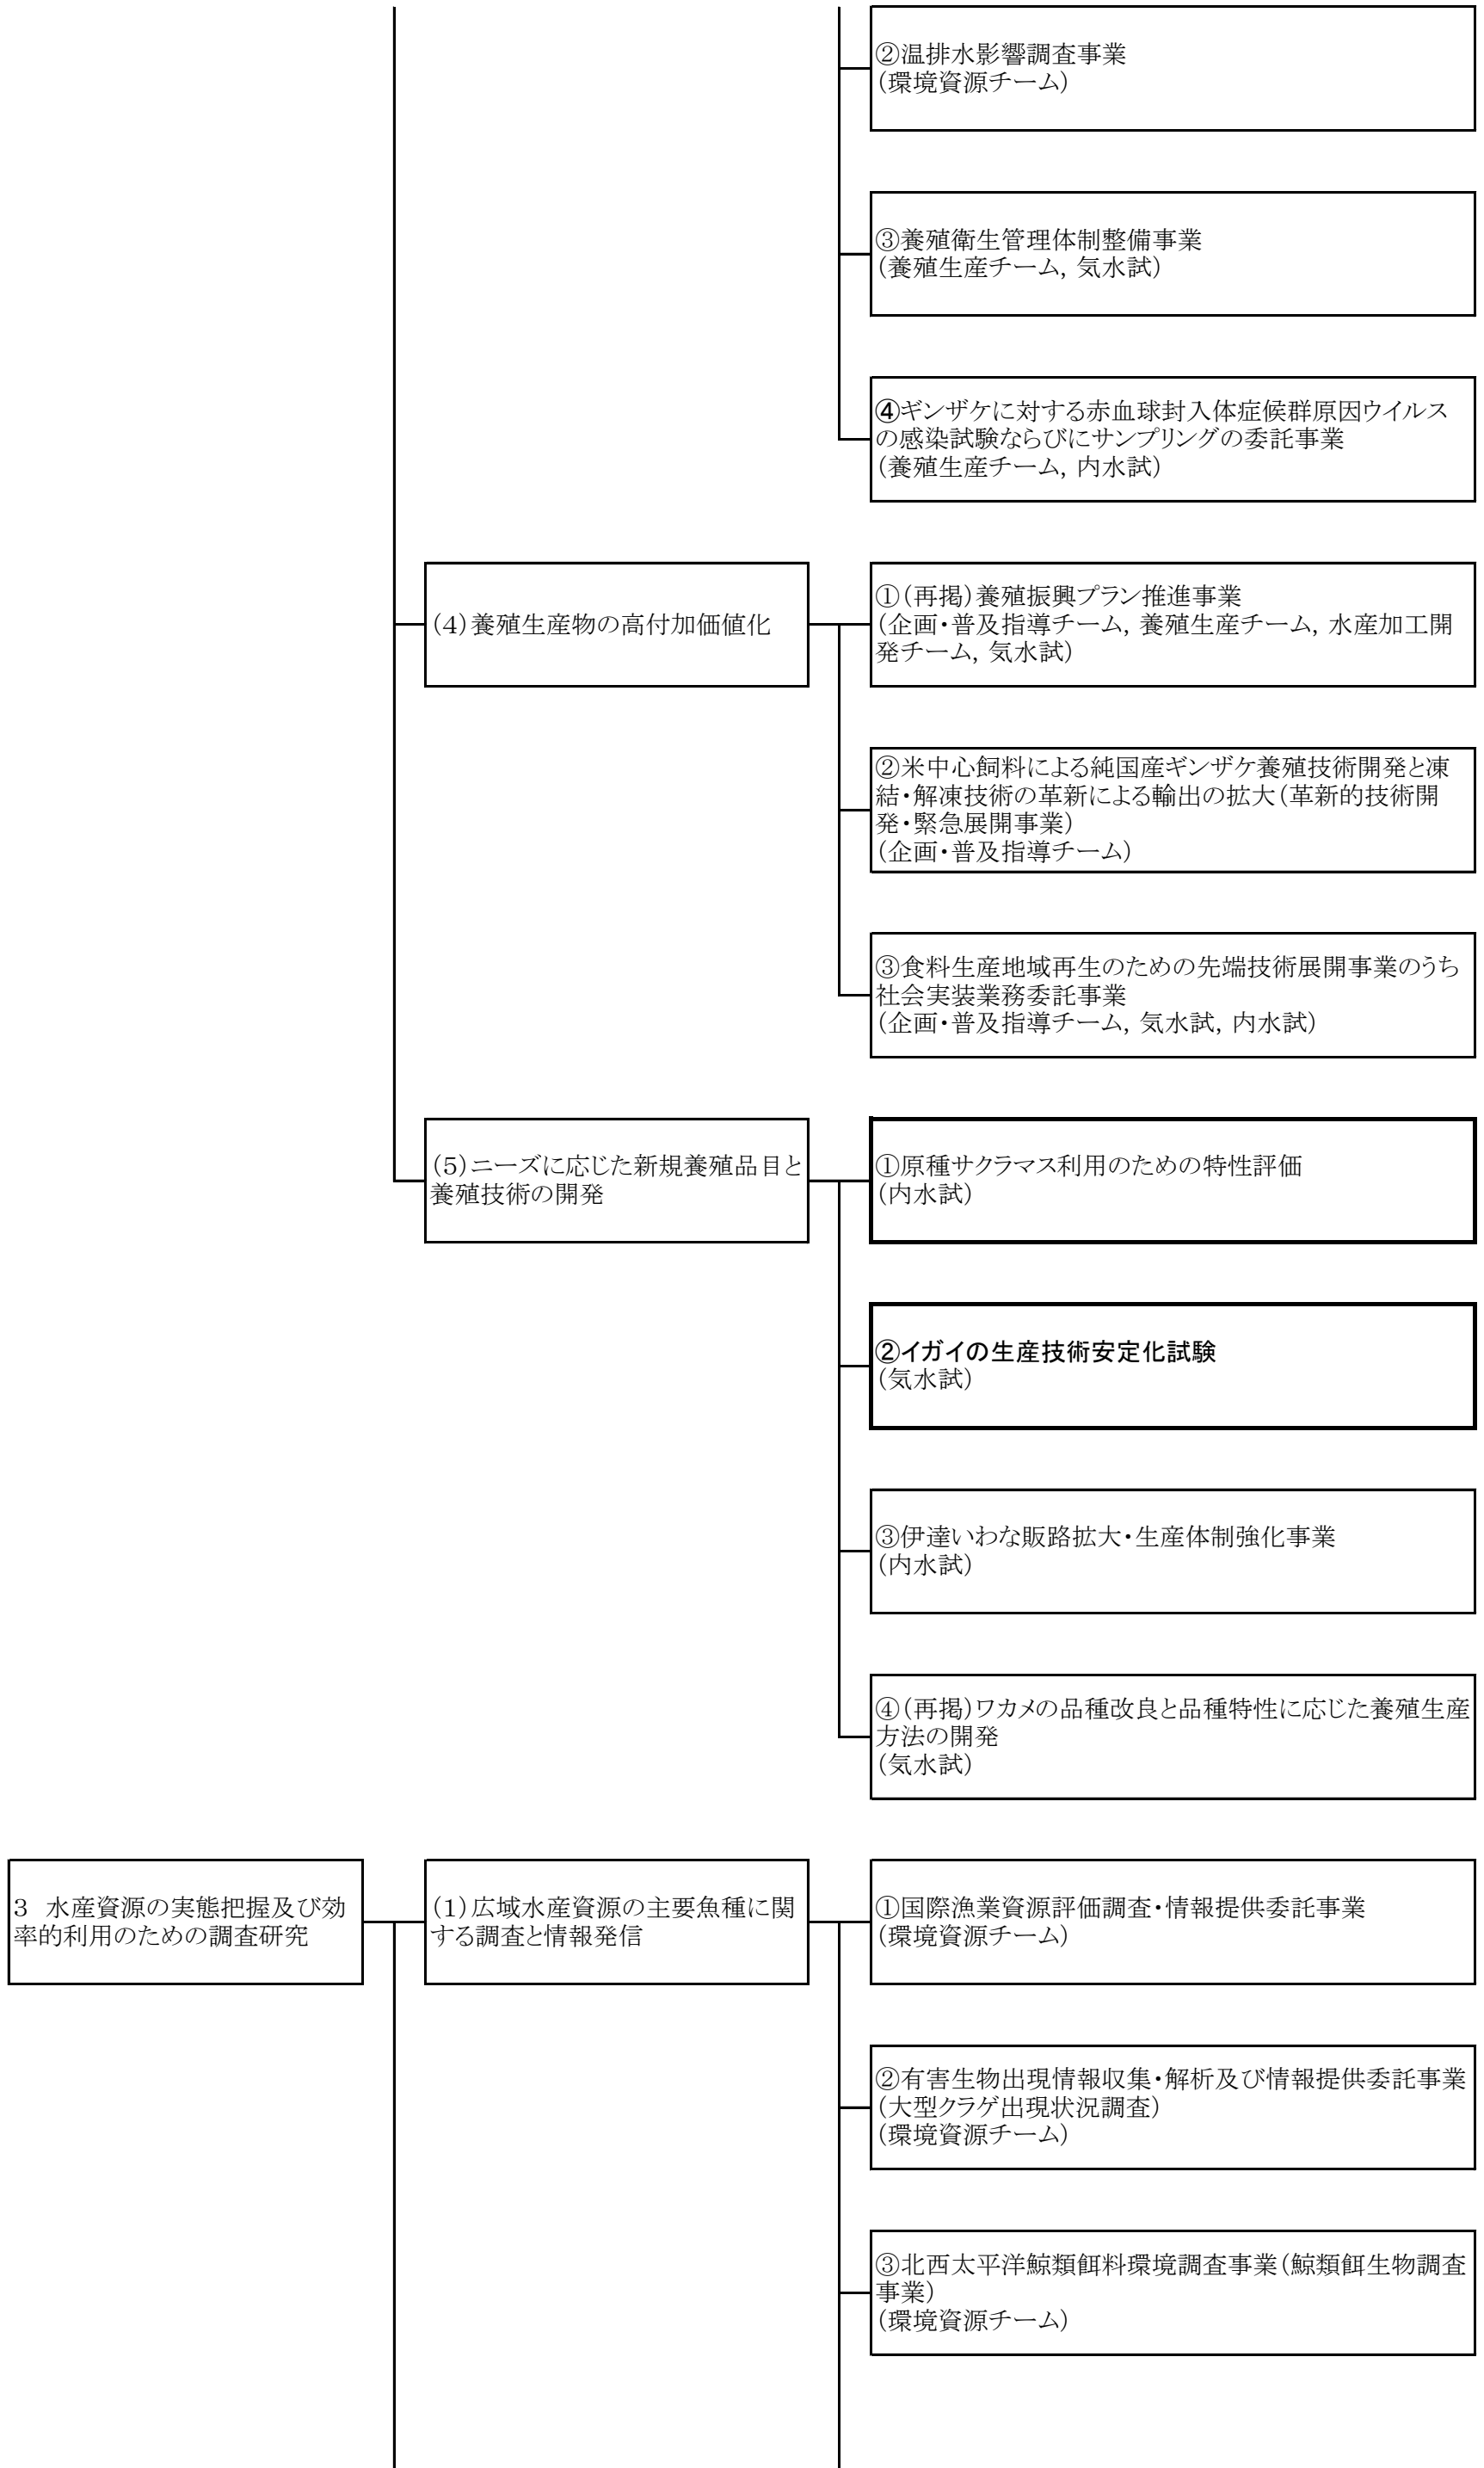 ②温排水影響調査事業
(環境資源チーム)
③養殖衛生管理体制整備事業
(養殖生産チーム, 気水試)
④ギンザケに対する赤血球封入体症候群原因ウイルス
の感染試験ならびにサンプリングの委託事業
(養殖生産チーム, 内水試)
(4)養殖生産物の高付加価値化
①(再掲)養殖振興プラン推進事業
(企画・普及指導チーム, 養殖生産チーム, 水産加工開
発チーム, 気水試)
②米中心飼料による純国産ギンザケ養殖技術開発と凍
結・解凍技術の革新による輸出の拡大(革新的技術開
発・緊急展開事業)
(企画・普及指導チーム)
③食料生産地域再生のための先端技術展開事業のうち
社会実装業務委託事業
(企画・普及指導チーム, 気水試, 内水試)
(5)ニーズに応じた新規養殖品目と
養殖技術の開発
①原種サクラマス利用のための特性評価
(内水試)
②イガイの生産技術安定化試験
(気水試)
③伊達いわな販路拡大・生産体制強化事業
(内水試)
④(再掲)ワカメの品種改良と品種特性に応じた養殖生産
方法の開発
(気水試)
3 水産資源の実態把握及び効
率的利用のための調査研究
(1)広域水産資源の主要魚種に関
する調査と情報発信
①国際漁業資源評価調査・情報提供委託事業
(環境資源チーム)
②有害生物出現情報収集・解析及び情報提供委託事業
(大型クラゲ出現状況調査)
(環境資源チーム)
③北西太平洋鯨類餌料環境調査事業(鯨類餌生物調査
事業)
(環境資源チーム)